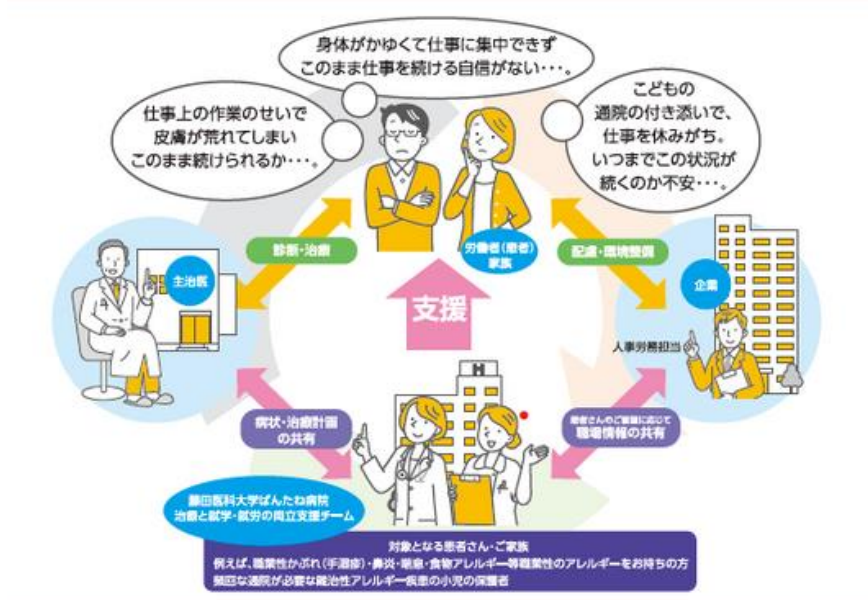 身体がかゆくて仕事に集中できず
このまま仕事を続ける自信がない・・・。
仕事上の作業のせいで
皮膚が荒れてしまい
このまま続けられるか・・・。
こどもの
通院の付き添いで、
仕事を休みがち。
いつまでこの状況が
続くのか不安・・・。
診断・治療
労働者(患者)
家族
配慮・環境整備
主治医
企業
支援
人事労務担当
H
病状・治療計画
の共有
患者さんのご要望に応じて
職場情報の共有
藤田医科大学ばんたね病院
治療と就学・就労の両立支援チーム
対象となる患者さん・ご家族
例えば、職業性かぶれ(手湿疹)・鼻炎・喘息・食物アレルギー等職業性のアレルギーをお持ちの方
頻回な通院が必要な難治性アレルギー疾患の小児の保護者